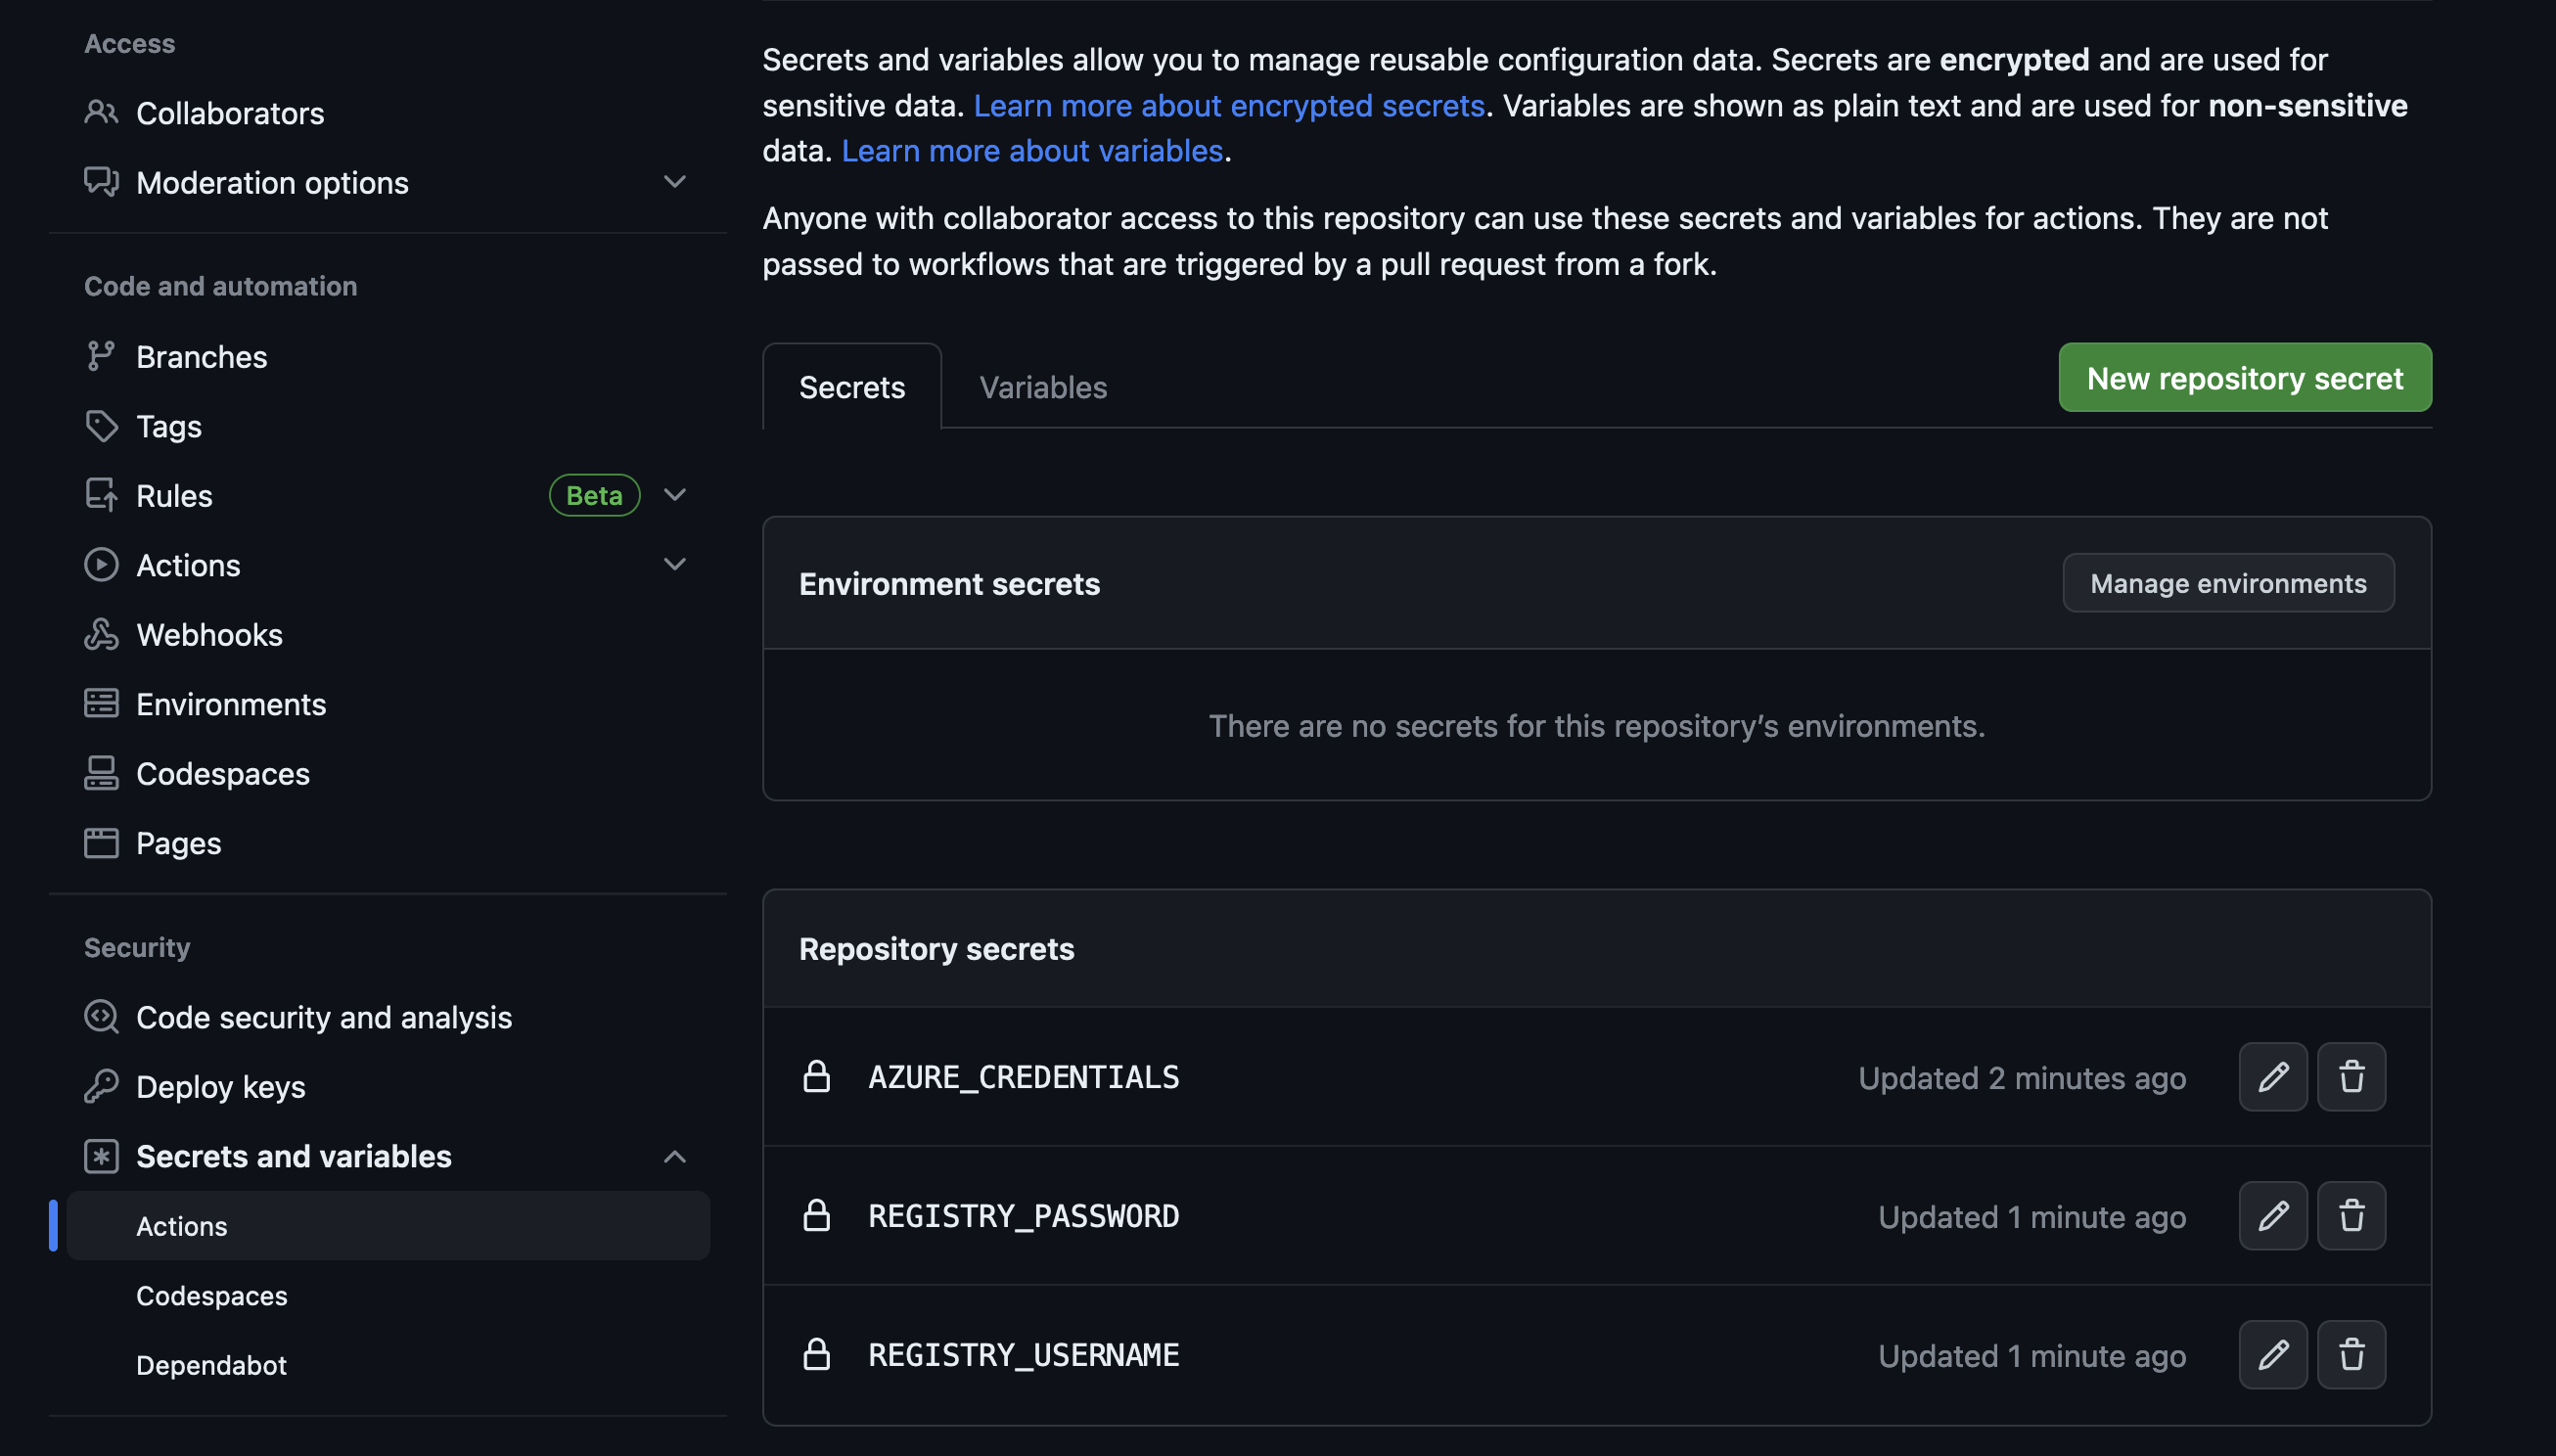 Access
Collaborators
Moderation options
Code and automation
Branches
Tags
Rules Beta
Actions
Webhooks
Environments
Codespaces
Pages
Security
Code security and analysis
Deploy keys
Secrets and variables
Actions
Codespaces
Dependabot
Secrets and variables allow you to manage reusable configuration data. Secrets are encrypted and are used for
sensitive data. Learn more about encrypted secrets. Variables are shown as plain text and are used for non-sensitive
data. Learn more about variables.
Anyone with collaborator access to this repository can use these secrets and variables for actions. They are not
passed to workflows that are triggered by a pull request from a fork.
Secrets Variables New repository secret
Environment secrets Manage environments
There are no secrets for this repository’s environments.
Repository secrets
AZURE_CREDENTIALS Updated 2 minutes ago
REGISTRY_PASSWORD Updated 1 minute ago
REGISTRY_USERNAME Updated 1 minute ago